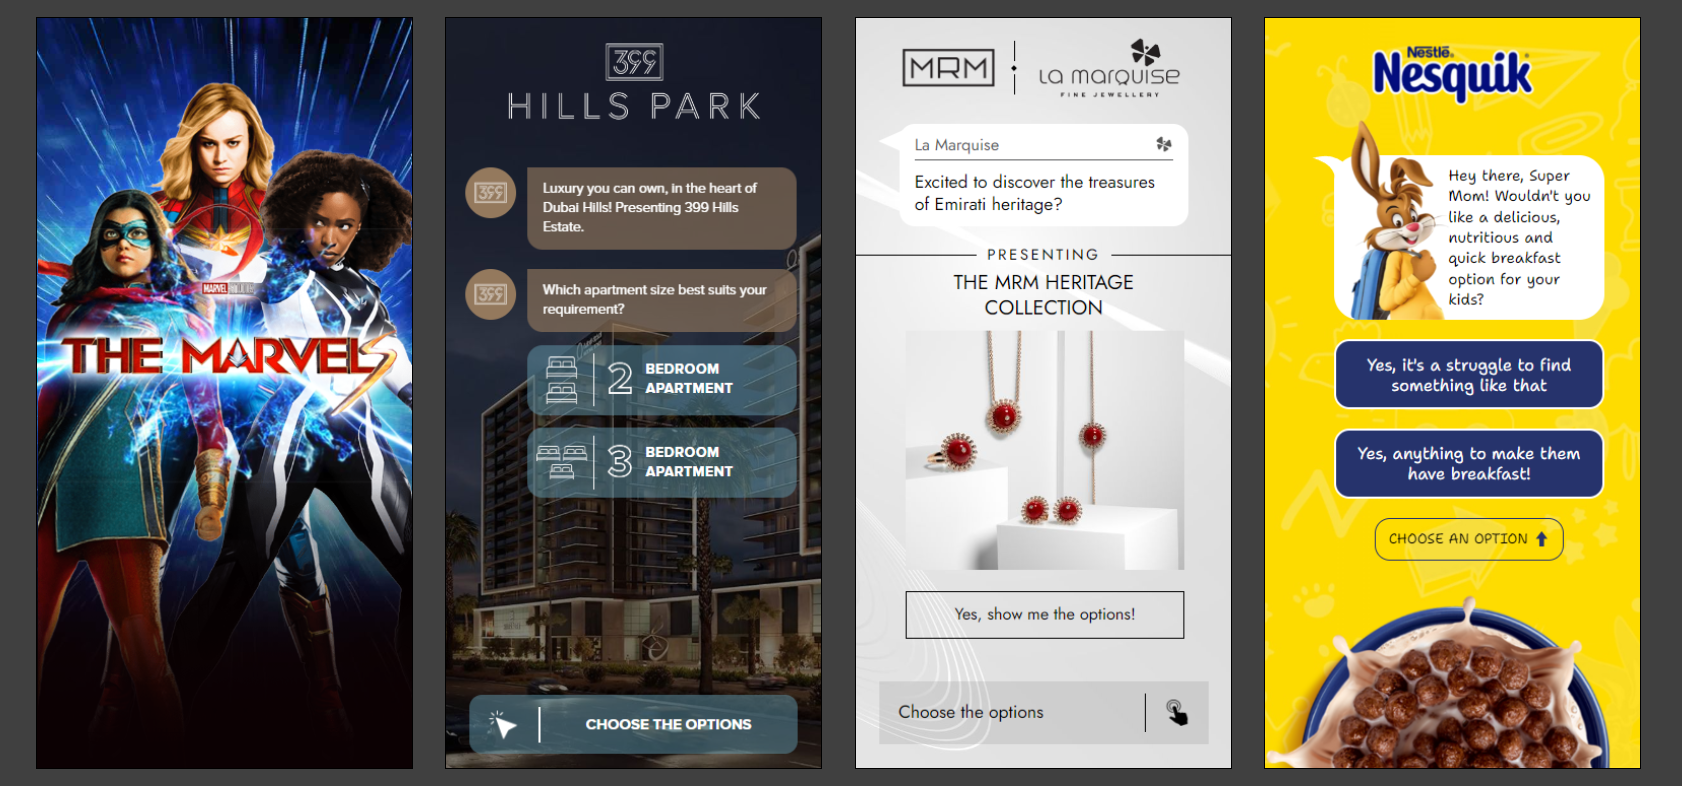 MARVEL STUDIOS
THE MARVELS
399
HILLS PARK
399
Luxury you can own, in the heart of
Dubai Hills! Presenting 399 Hills
Estate.
399
Which apartment size best suits your
requirement?
2 BEDROOM
APARTMENT
3 BEDROOM
APARTMENT
CHOOSE THE OPTIONS
MRM
La marquise
FINE JEWELLERY
La Marquise
Excited to discover the treasures
of Emirati heritage?
PRESENTING
THE MRM HERITAGE
COLLECTION
Yes, show me the options!
Choose the options
Nestlé®
Nesquik®
Hey there, Super
Mom! Wouldn't you
like a delicious,
nutritious and
quick breakfast
option for your
kids?
Yes, it's a struggle to find
something like that
Yes, anything to make them
have breakfast!
CHOOSE AN OPTION